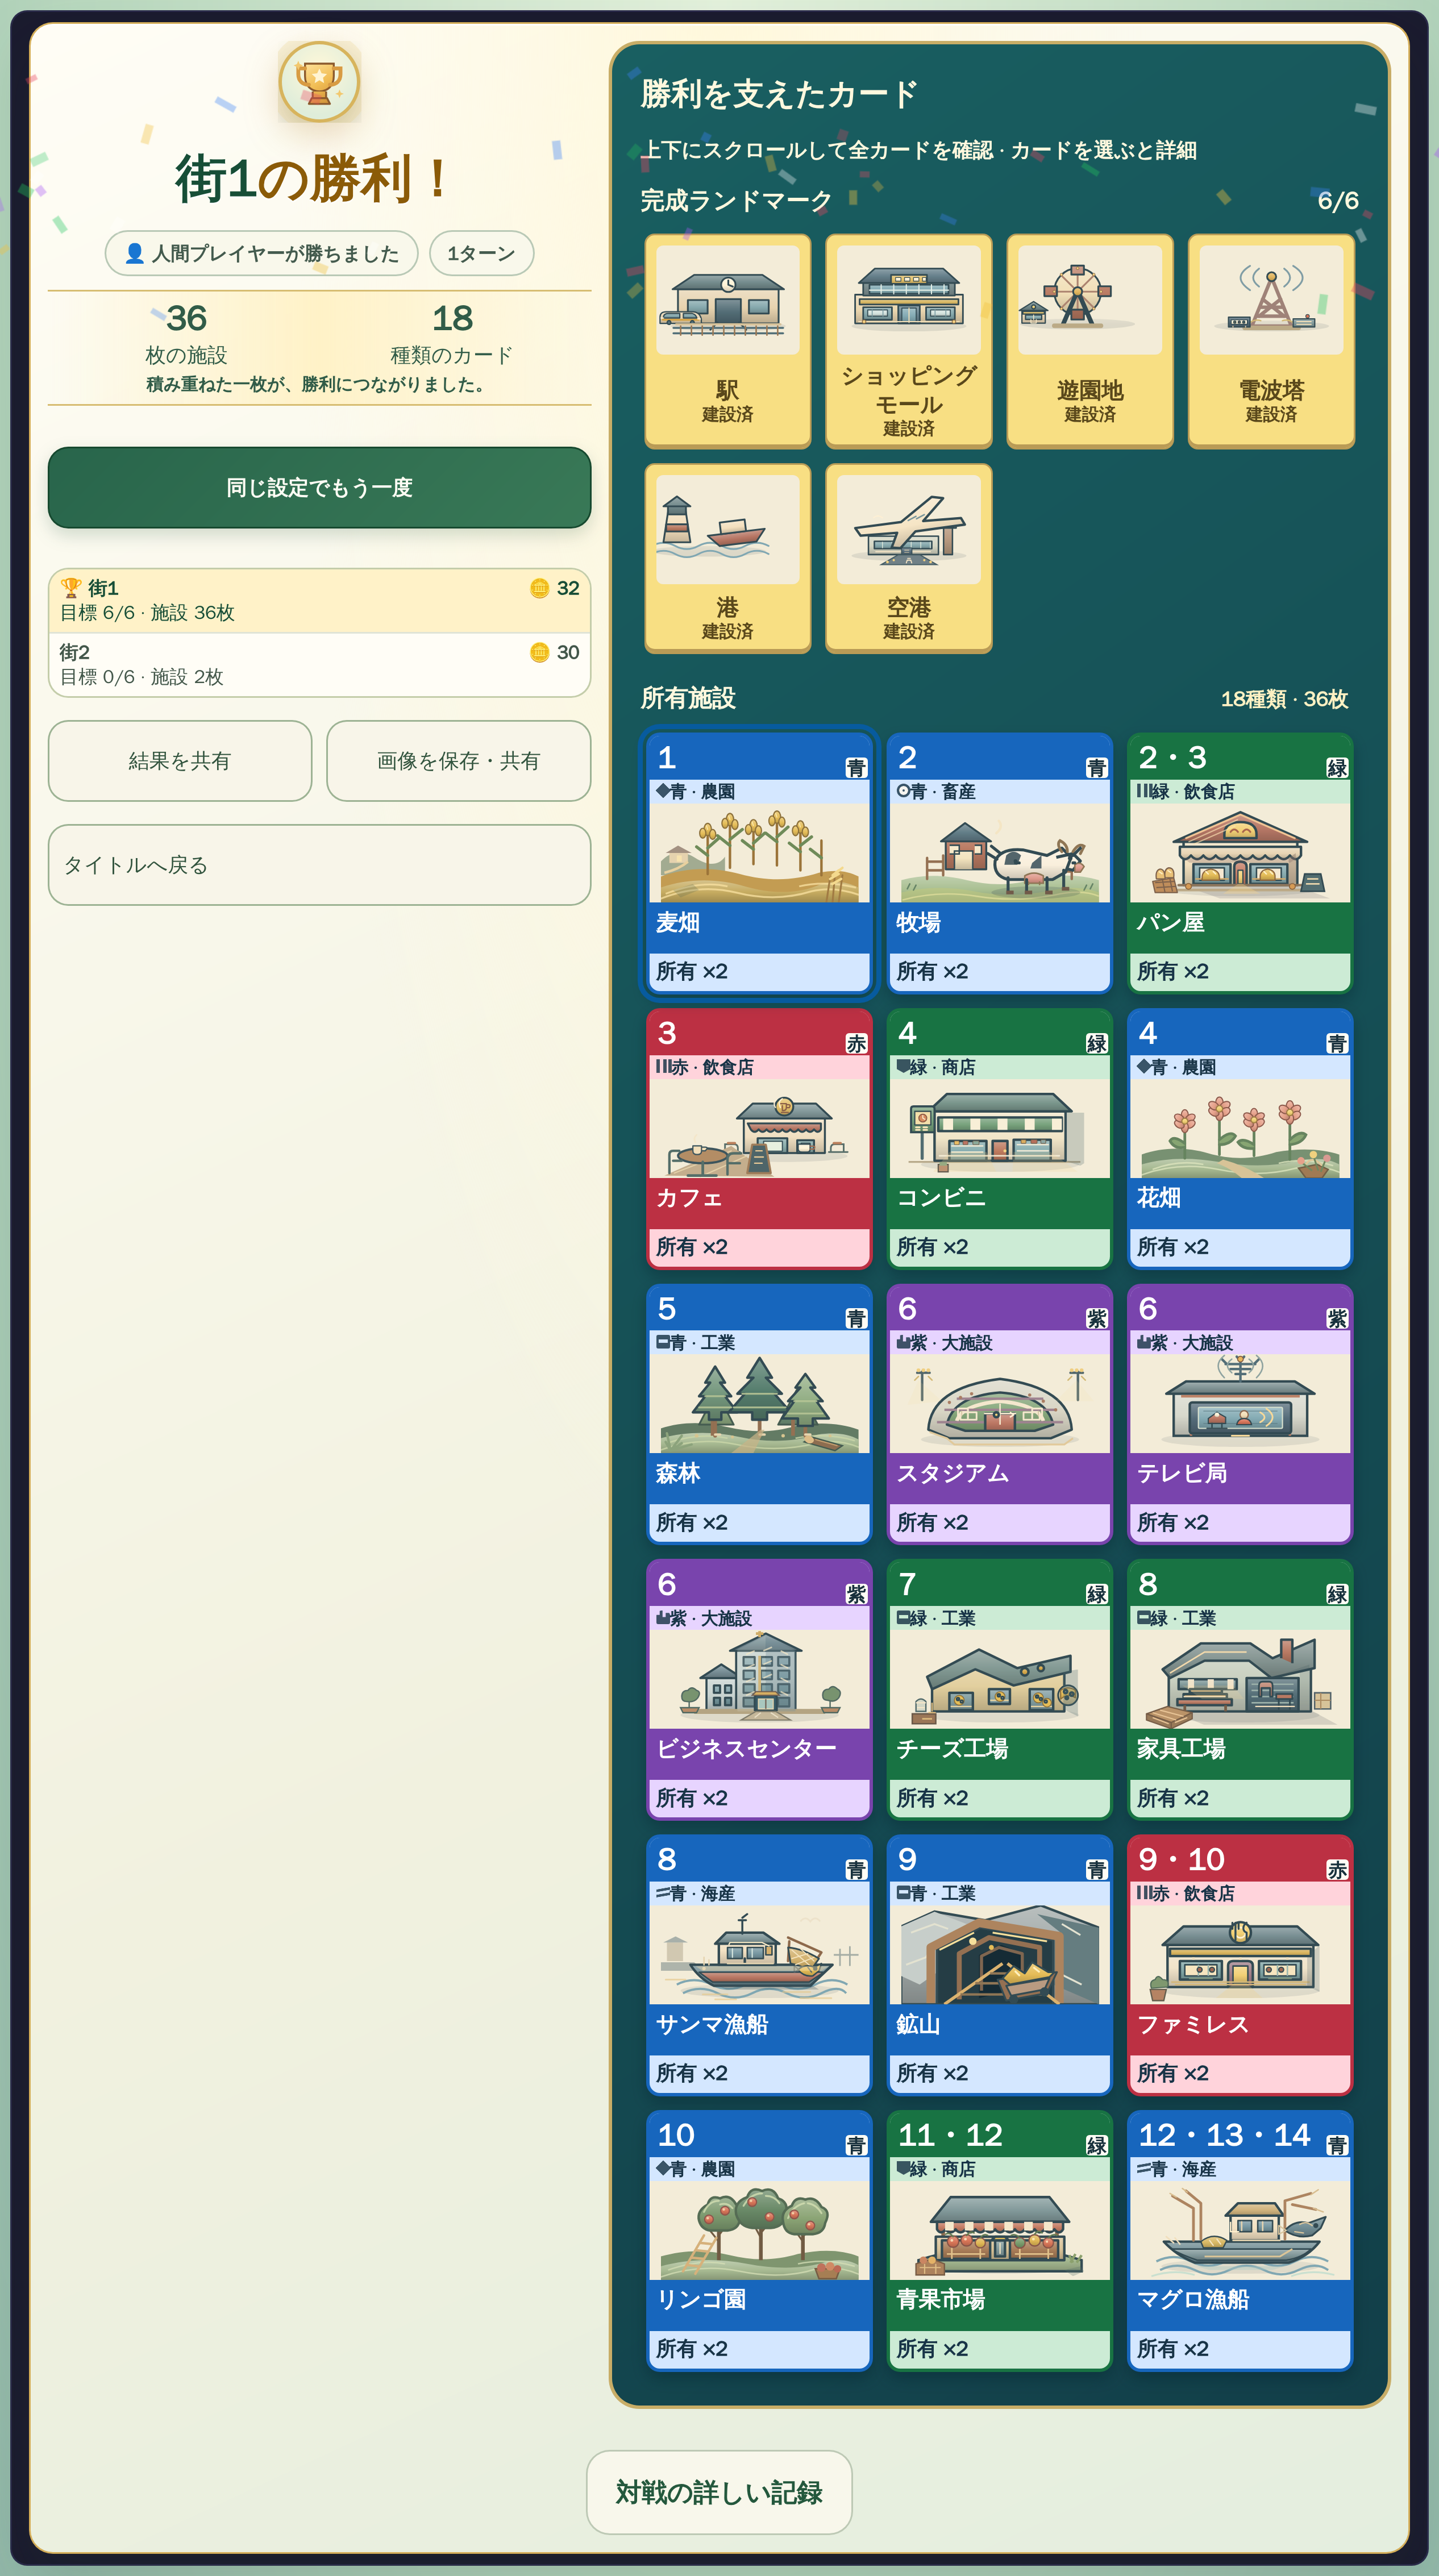 街1の勝利！
👤 人間プレイヤーが勝ちました
1ターン
36
枚の施設
18
種類のカード
積み重ねた一枚が、勝利につながりました。
同じ設定でもう一度
🏆 街1
🪙 32
目標 6/6 · 施設 36枚
街2
🪙 30
目標 0/6 · 施設 2枚
結果を共有
画像を保存・共有
タイトルへ戻る
勝利を支えたカード
上下にスクロールして全カードを確認 · カードを選ぶと詳細
完成ランドマーク
6/6
駅
建設済
ショッピング
モール
建設済
遊園地
建設済
電波塔
建設済
港
建設済
空港
建設済
所有施設
18種類 · 36枚
1
青
青 · 農園
麦畑
所有 ×2
2
青
青 · 畜産
牧場
所有 ×2
2・3
緑
緑 · 飲食店
パン屋
所有 ×2
3
赤
赤 · 飲食店
カフェ
所有 ×2
4
緑
緑 · 商店
コンビニ
所有 ×2
4
青
青 · 農園
花畑
所有 ×2
5
青
青 · 工業
森林
所有 ×2
6
紫
紫 · 大施設
スタジアム
所有 ×2
6
紫
紫 · 大施設
テレビ局
所有 ×2
6
紫
紫 · 大施設
ビジネスセンター
所有 ×2
7
緑
緑 · 工業
チーズ工場
所有 ×2
8
緑
緑 · 工業
家具工場
所有 ×2
8
青
青 · 海産
サンマ漁船
所有 ×2
9
青
青 · 工業
鉱山
所有 ×2
9・10
赤
赤 · 飲食店
ファミレス
所有 ×2
10
青
青 · 農園
リンゴ園
所有 ×2
11・12
緑
緑 · 商店
青果市場
所有 ×2
12・13・14
青
青 · 海産
マグロ漁船
所有 ×2
対戦の詳しい記録